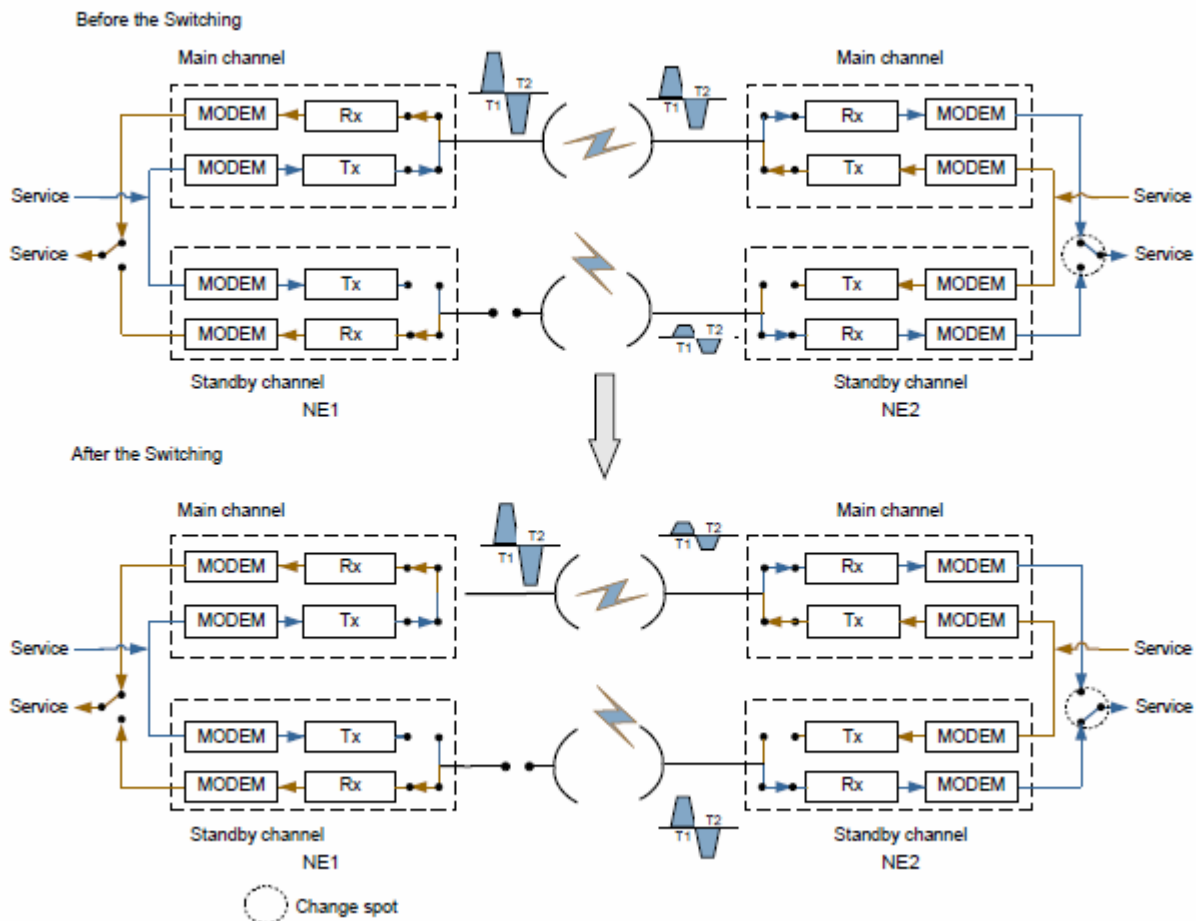 Before the Switching
Main channel
Main channel
T2
T1
T2
T1
MODEM
Rx
Rx
MODEM
MODEM
Tx
Tx
MODEM
Service
Service
Service
Service
MODEM
Tx
Tx
MODEM
MODEM
Rx
T2
T1
Rx
MODEM
Standby channel
Standby channel
NE1
NE2
After the Switching
Main channel
Main channel
T2
T1
T2
T1
MODEM
Rx
Rx
MODEM
MODEM
Tx
Tx
MODEM
Service
Service
Service
Service
MODEM
Tx
Tx
MODEM
MODEM
Rx
Rx
MODEM
T2
T1
Standby channel
Standby channel
NE1
NE2
Change spot